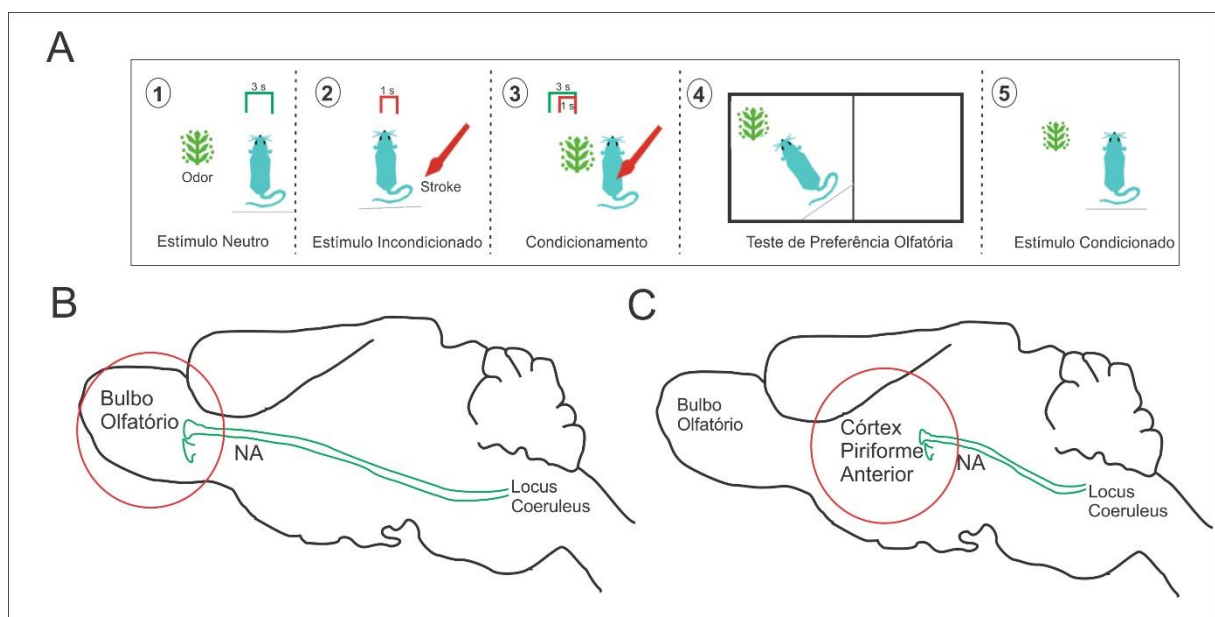 A
1
3 s
Odor
Estímulo Neutro
2
1 s
Stroke
Estímulo Incondicionado
3
3 s
1 s
Condicionamento
4
Teste de Preferência Olfatória
5
Estímulo Condicionado
B
Bulbo
Olfatório
NA
Locus
Coeruleus
C
Bulbo
Olfatório
Córtex
Piriforme
Anterior
NA
Locus
Coeruleus